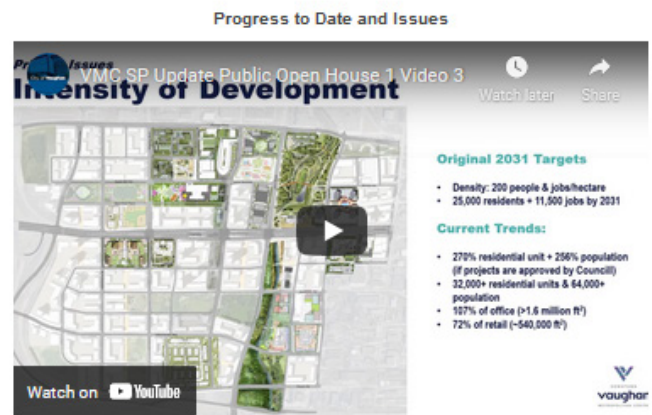 Progress to Date and Issues
VMC SP Update Public Open House 1 Video 3
Watch later
Share
Intensity of Development
Original 2031 Targets
• Density: 200 people & jobs/hectare
• 25,000 residents + 11,500 jobs by 2031
Current Trends:
• 270% residential unit + 256% population
(if projects are approved by Councill)
• 32,000+ residential units & 64,000+
population
• 107% of office (>1.6 million ft²)
• 72% of retail (~540,000 ft²)
Watch on YouTube
vaughan